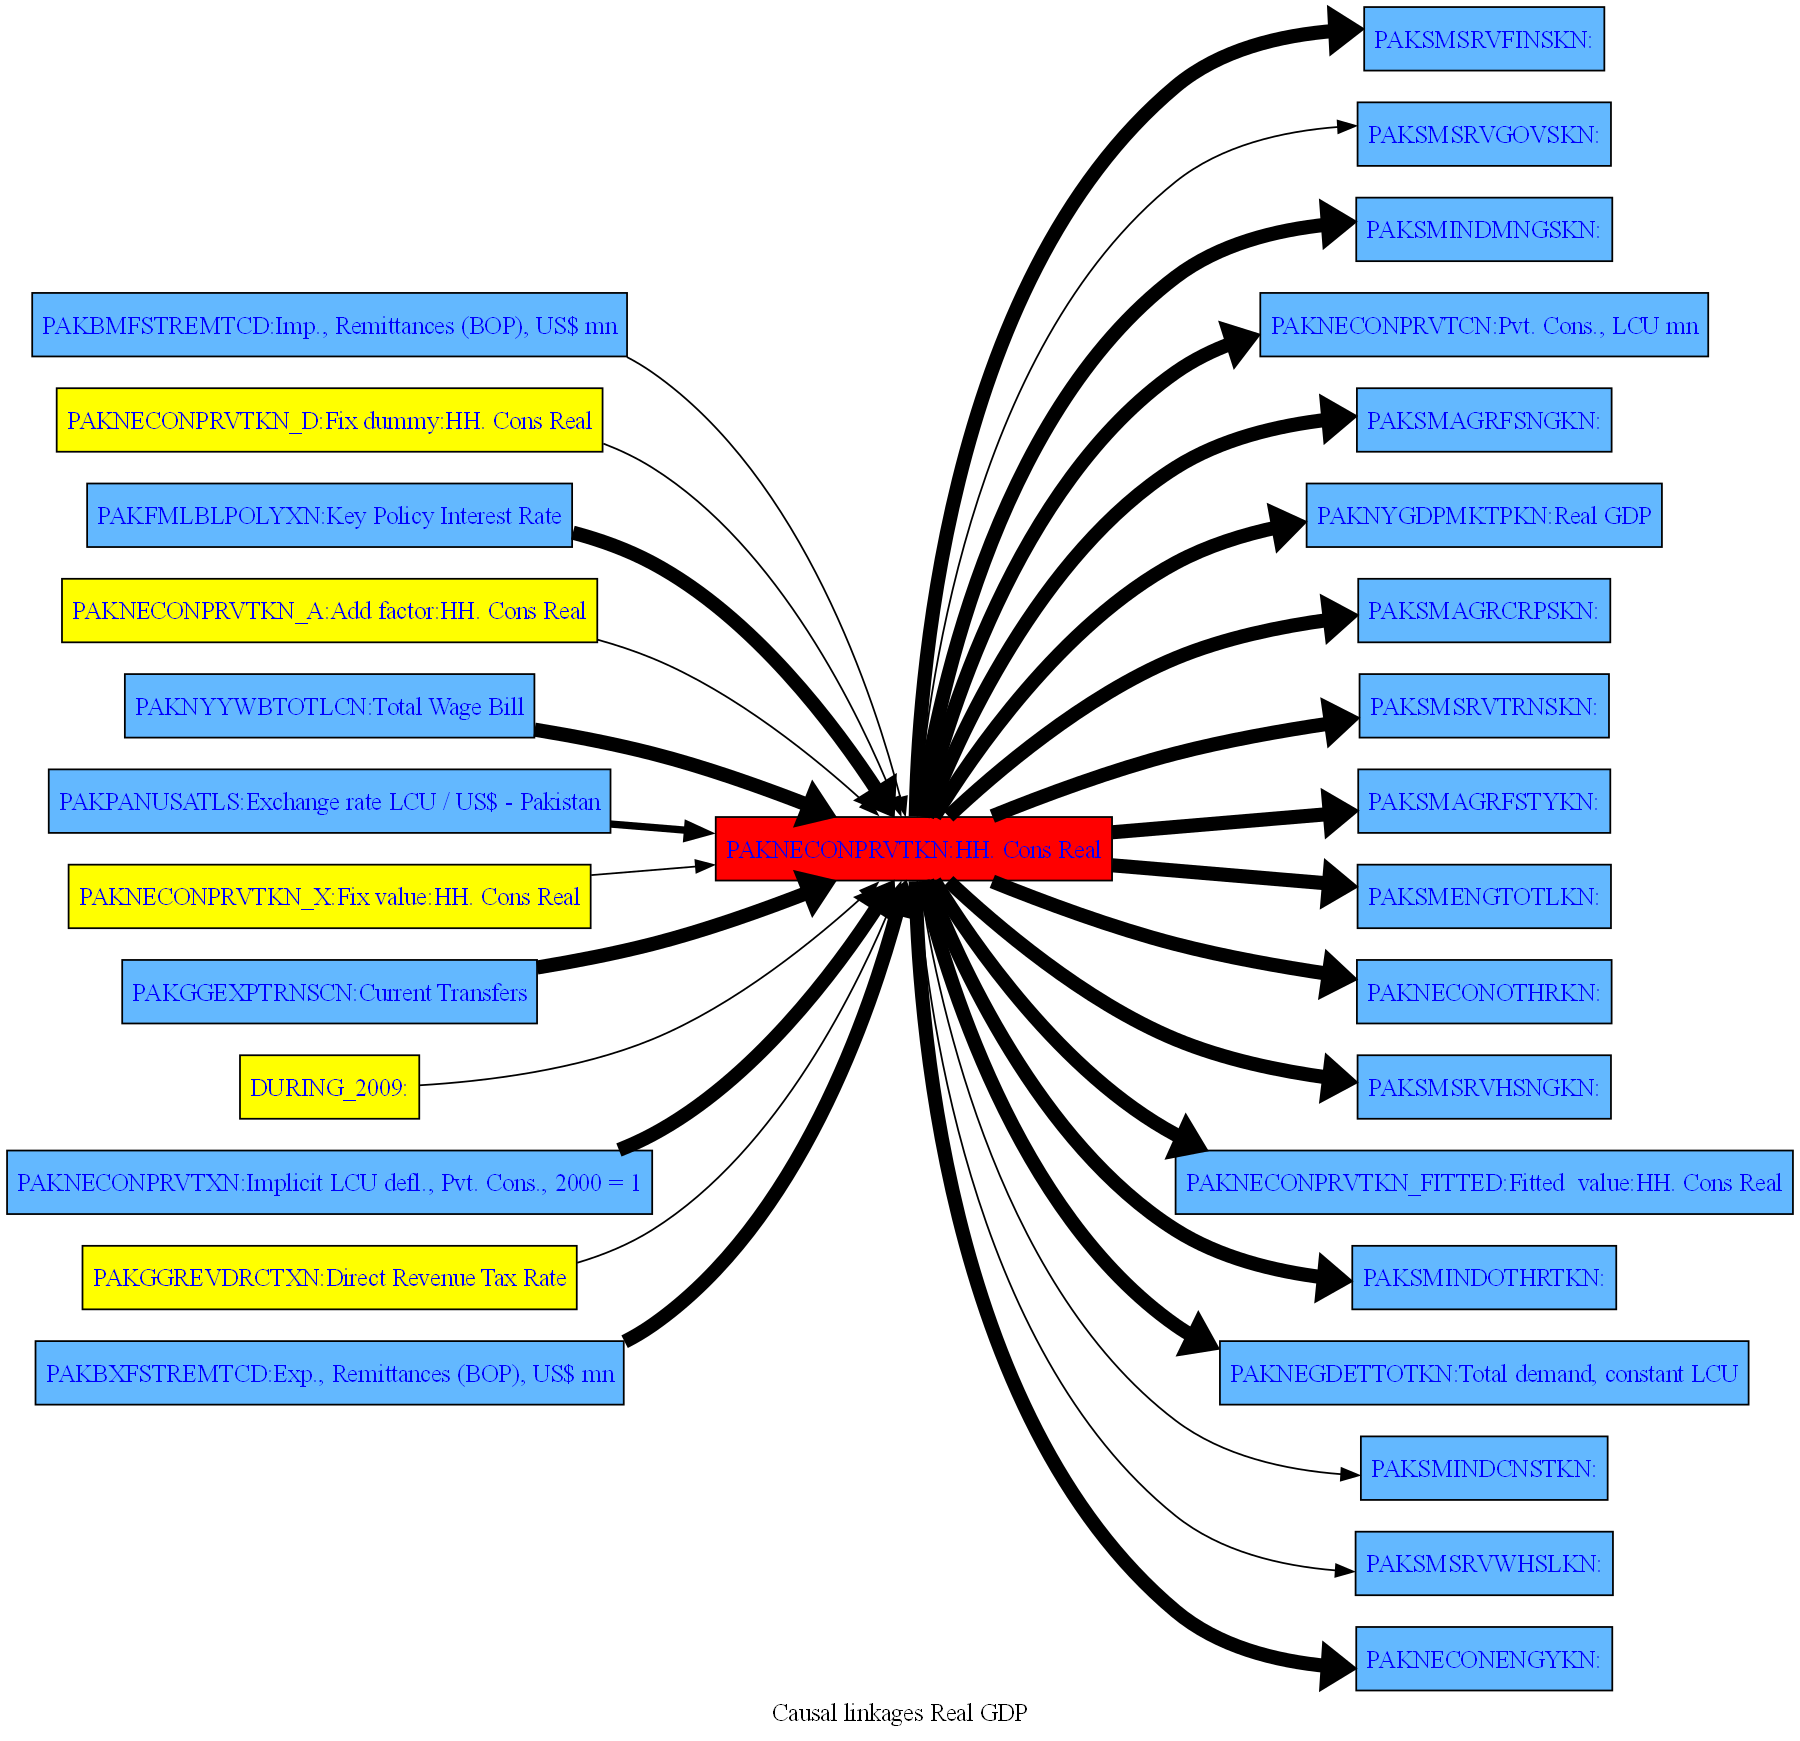 PAKBMFSTREMTCD:Imp., Remittances (BOP), US$ mn
PAKNECONPRVTKN_D:Fix dummy:HH. Cons Real
PAKFMLBLPOLYXN:Key Policy Interest Rate
PAKNECONPRVTKN_A:Add factor:HH. Cons Real
PAKNYYWBTOTLCN:Total Wage Bill
PAKPANUSATLS:Exchange rate LCU / US$ - Pakistan
PAKNECONPRVTKN_X:Fix value:HH. Cons Real
PAKGGEXPTRNSCN:Current Transfers
DURING_2009:
PAKNECONPRVTXN:Implicit LCU defl., Pvt. Cons., 2000 = 1
PAKGGREVDRCTXN:Direct Revenue Tax Rate
PAKBXFSTREMTCD:Exp., Remittances (BOP), US$ mn
PAKNECONPRVTKN:HH. Cons Real
PAKSMSRVFINSKN:
PAKSMSRVGOVSKN:
PAKSMINDMNGSKN:
PAKNECONPRVTCN:Pvt. Cons., LCU mn
PAKSMAGRFSNGKN:
PAKNYGDPMKTPKN:Real GDP
PAKSMAGRCRPSKN:
PAKSMSRVTRNSKN:
PAKSMAGRFSTYKN:
PAKSMENGTOTLKN:
PAKNECONOTHRKN:
PAKSMSRVHSNGKN:
PAKNECONPRVTKN_FITTED:Fitted  value:HH. Cons Real
PAKSMINDOTHRTKN:
PAKNEGDETTOTKN:Total demand, constant LCU
PAKSMINDCNSTKN:
PAKSMSRVWHSLKN:
PAKNECONENGYKN:
Causal linkages Real GDP